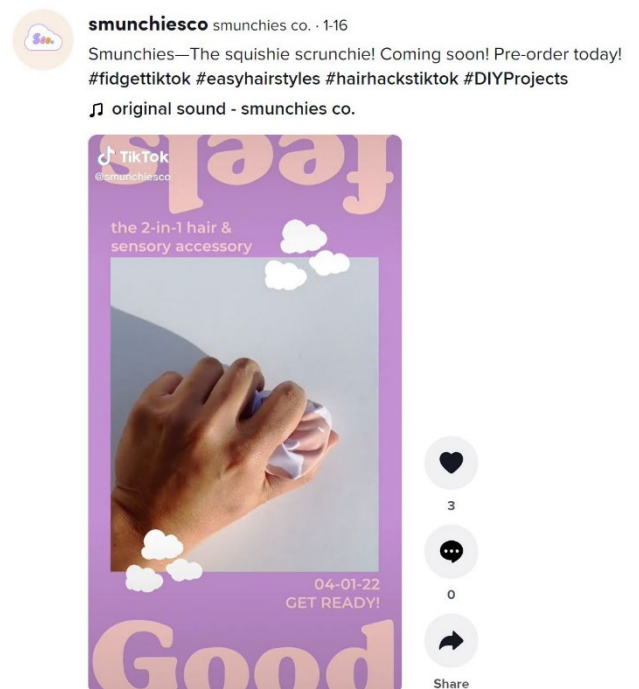 smunchiesco smunchies co. · 1-16
Smunchies—The squishie scrunchie! Coming soon! Pre-order today!
#fidgettiktok #easyhairstyles #hairhackstiktok #DIYProjects
original sound - smunchies co.
feels
TikTok
@smunchiesco
the 2-in-1 hair &
sensory accessory
04-01-22
GET READY!
Good
3
0
Share